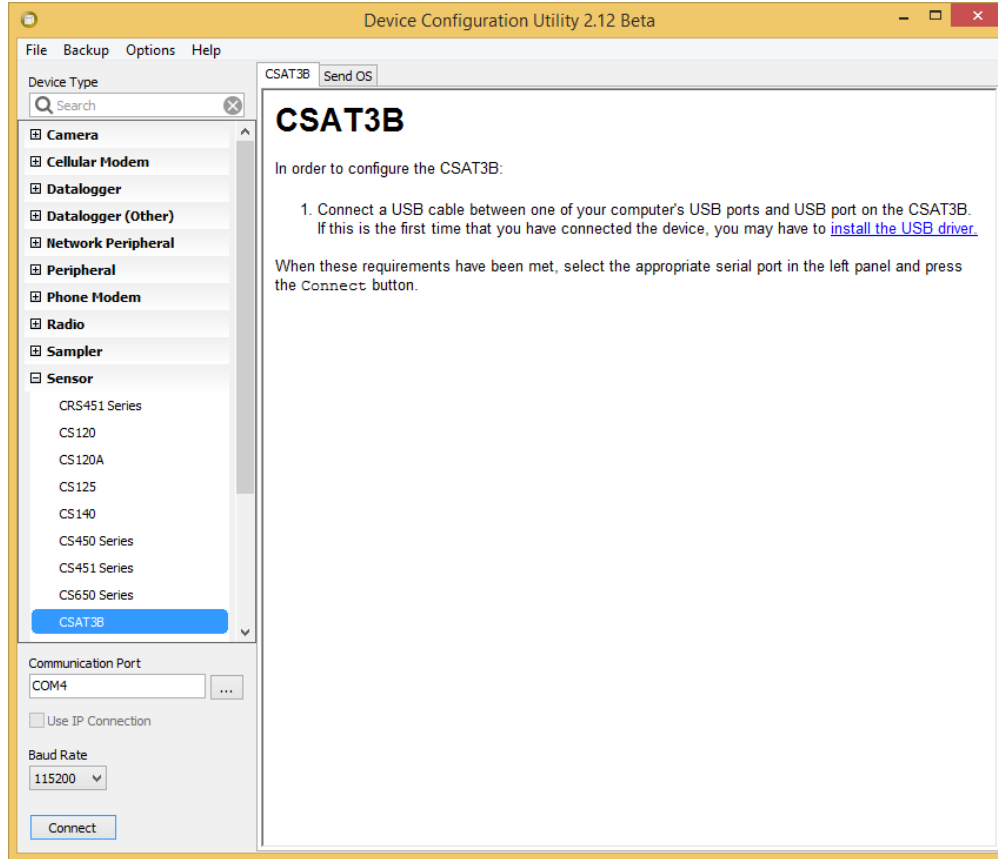 Device Configuration Utility 2.12 Beta
File Backup Options Help
Device Type
Search
Camera
Cellular Modem
Datalogger
Datalogger (Other)
Network Peripheral
Peripheral
Phone Modem
Radio
Sampler
Sensor
CRS451 Series
CS120
CS120A
CS125
CS140
CS450 Series
CS451 Series
CS650 Series
CSAT3B
Communication Port
COM4
...
Use IP Connection
Baud Rate
115200
Connect
CSAT3B Send OS
CSAT3B
In order to configure the CSAT3B:
1. Connect a USB cable between one of your computer's USB ports and USB port on the CSAT3B.
If this is the first time that you have connected the device, you may have to install the USB driver.
When these requirements have been met, select the appropriate serial port in the left panel and press
the Connect button.